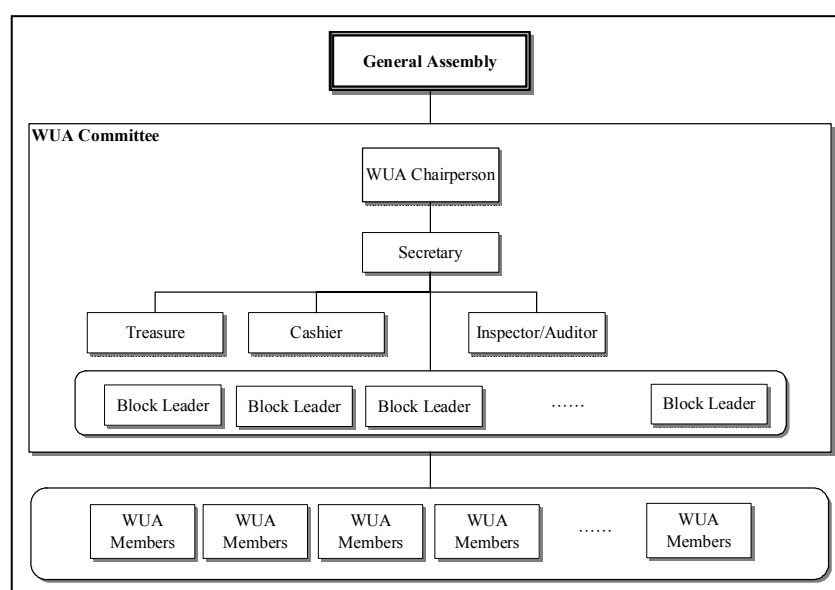 General Assembly
WUA Committee
WUA Chairperson
Secretary
Treasure
Cashier
Inspector/Auditor
Block Leader
Block Leader
Block Leader
……
Block Leader
WUA
Members
WUA
Members
WUA
Members
WUA
Members
……
WUA
Members